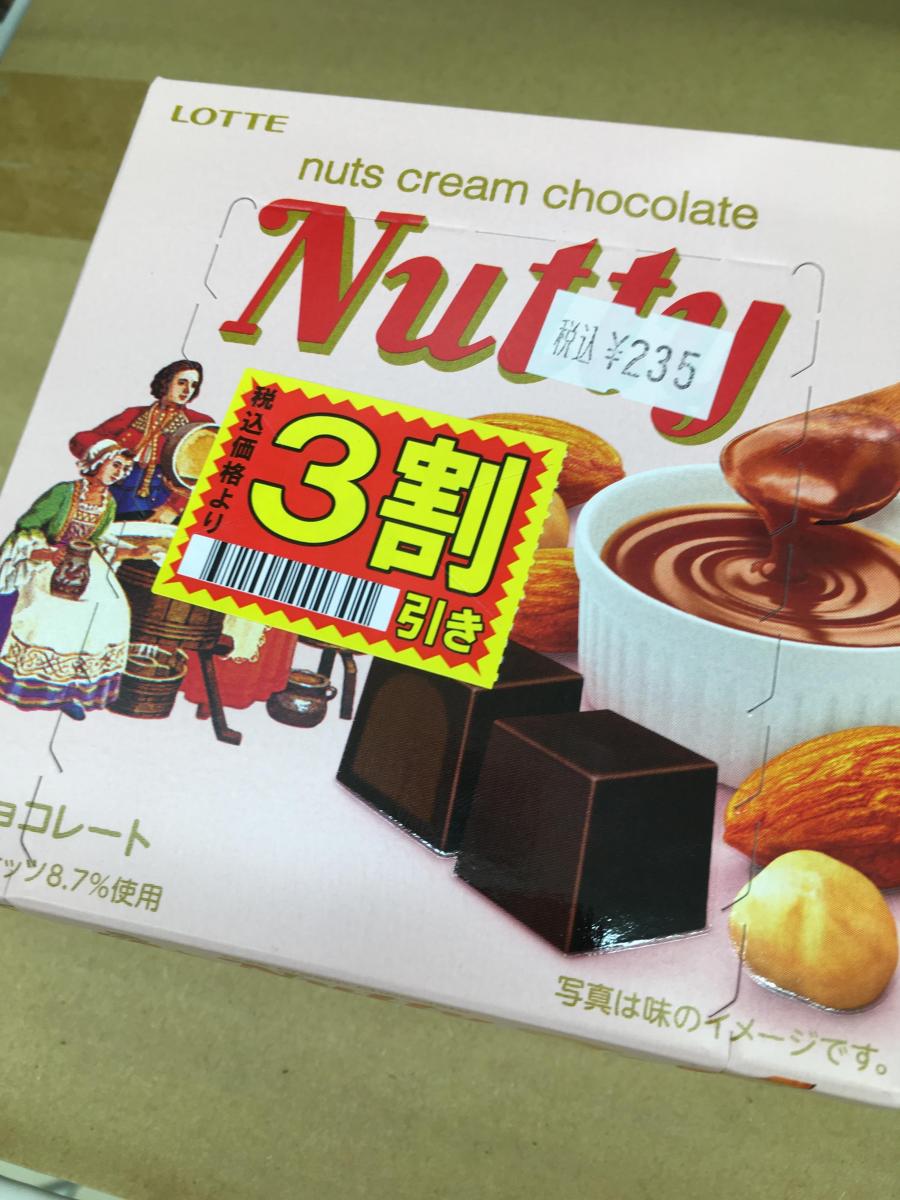 LOTTE
nuts cream chocolate
Nutty
税込 ¥235
税込価格より
3割
引き
ョコレート
ッツ8.7%使用
写真は味のイメージです。